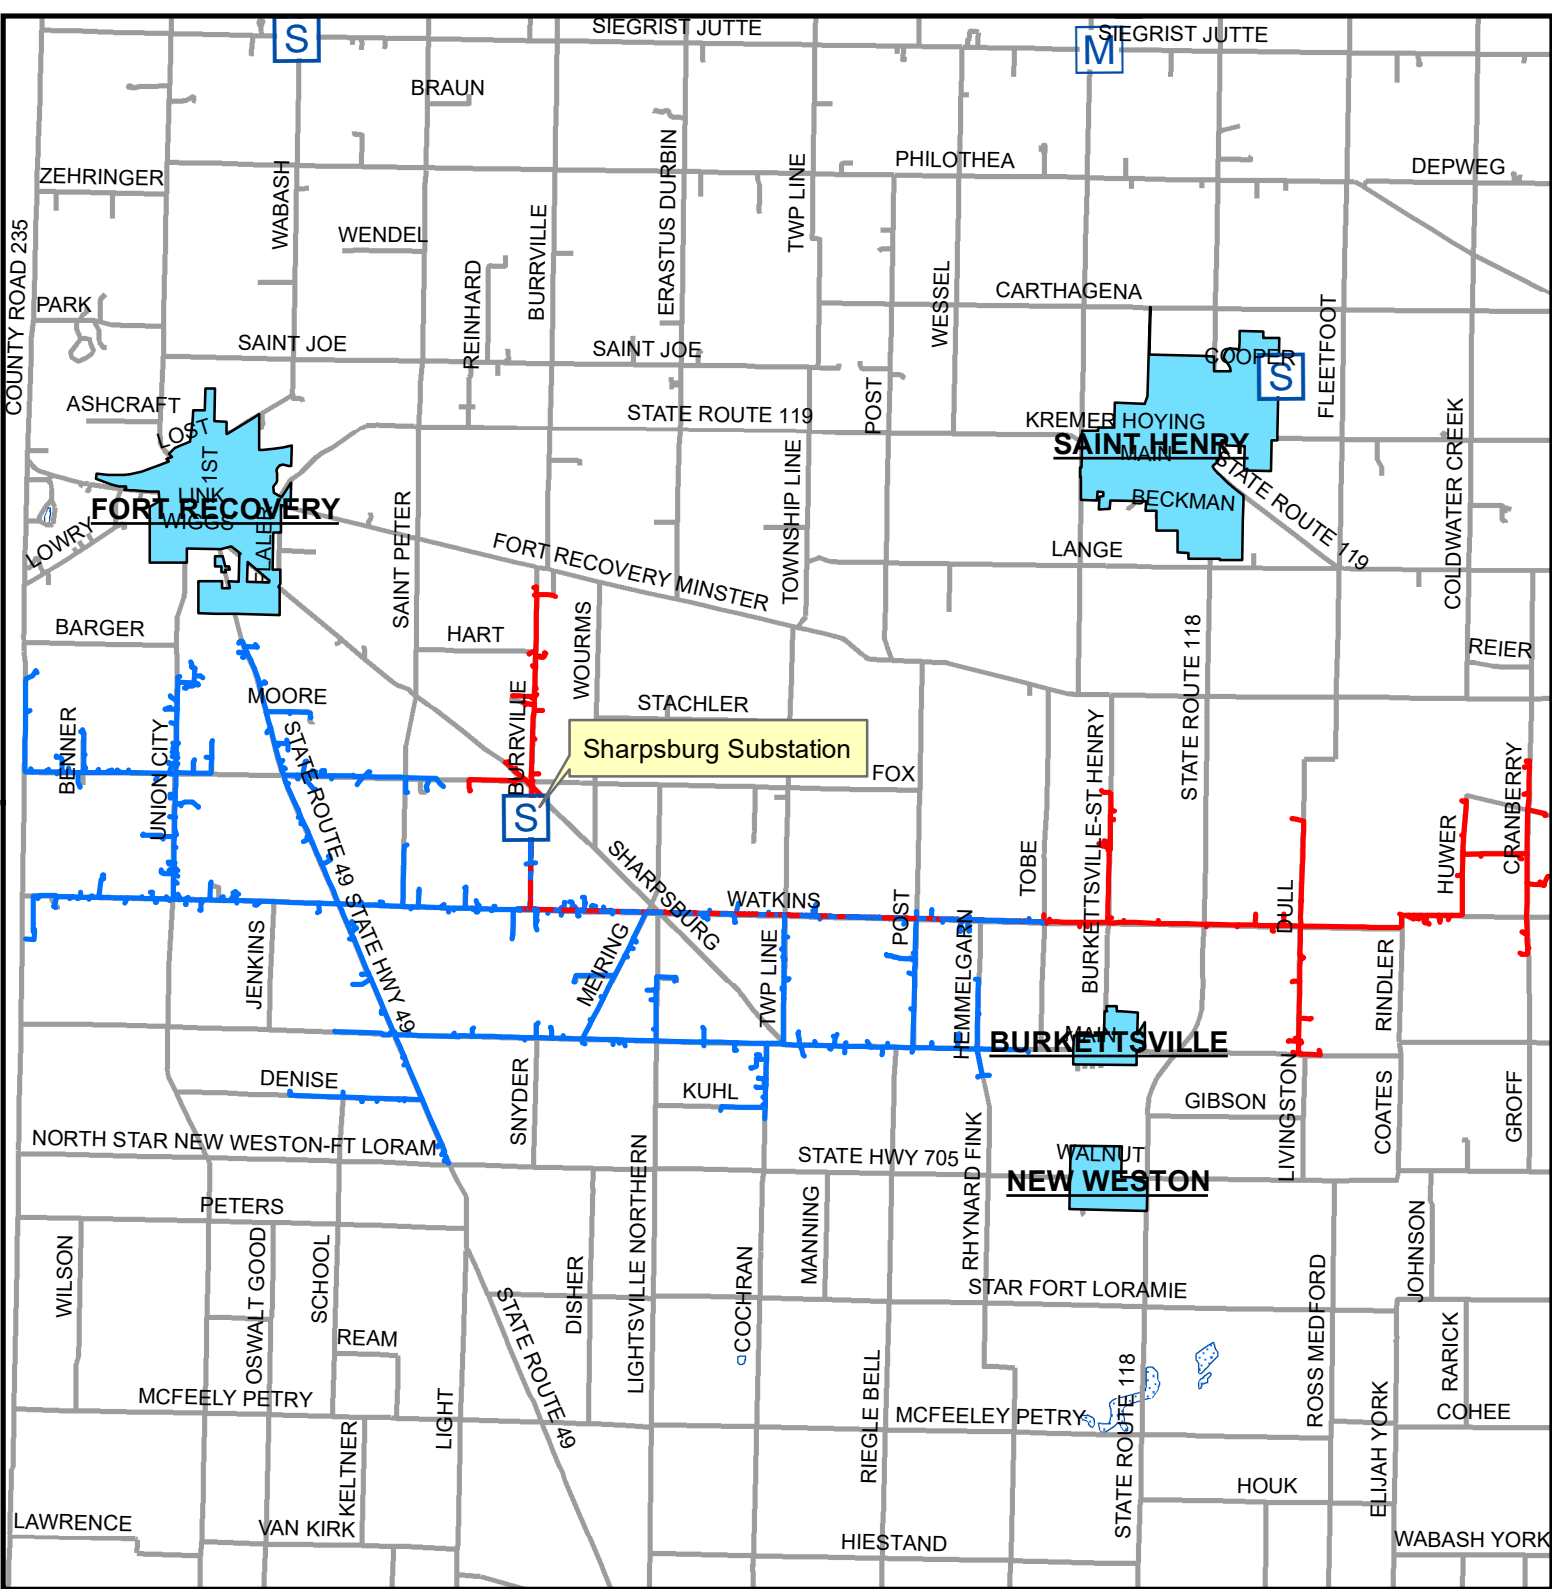 S
SIEGRIST JUTTE
M
SIEGRIST JUTTE
BRAUN
ZEHRINGER
WABASH
ERASTUS DURBIN
TWP LINE
PHILOTHEA
DEPWEG
COUNTY ROAD 235
WENDEL
BURRVILLE
REINHARD
WESSEL
CARTHAGENA
PARK
SAINT JOE
SAINT JOE
FLEETFOOT
COOPER
S
ASHCRAFT
LOST
1ST
STATE ROUTE 119
POST
KREMER HOYING
SAINT HENRY
MAIN
COLDWATER CREEK
LINK
FORT RECOVERY
WIGGS
BECKMAN
STATE ROUTE 119
LOWRY
SAINT PETER
FORT RECOVERY MINSTER
TOWNSHIP LINE
LANGE
BARGER
HART
WOURMS
STATE ROUTE 118
REIER
MOORE
STACHLER
BENNER
UNION CITY
STATE ROUTE 49
BURRVILLE
Sharpsburg Substation
FOX
BURKETTSVILLE-ST HENRY
CRANBERRY
S
SHARPSBURG
TOBE
HUWER
STATE HWY 49
WATKINS
POST
DULL
JENKINS
MEIRING
TWP LINE
HEMMELGARN
RINDLER
MAIN
BURKETTSVILLE
DENISE
SNYDER
KUHL
GIBSON
LIVINGSTON
COATES
GROFF
NORTH STAR NEW WESTON-FT LORAM
LIGHTSVILLE NORTHERN
STATE HWY 705
RHYNARD FINK
WALNUT
NEW WESTON
PETERS
WILSON
OSWALT GOOD
SCHOOL
DISHER
COCHRAN
MANNING
STAR FORT LORAMIE
ROSS MEDFORD
JOHNSON
REAM
STATE ROUTE 49
RIEGLE BELL
STATE ROUTE 118
RARICK
MCFEELY PETRY
LIGHT
MCFEELEY PETRY
ELIJAH YORK
COHEE
KELTNER
HOUK
LAWRENCE
VAN KIRK
HIESTAND
WABASH YORK